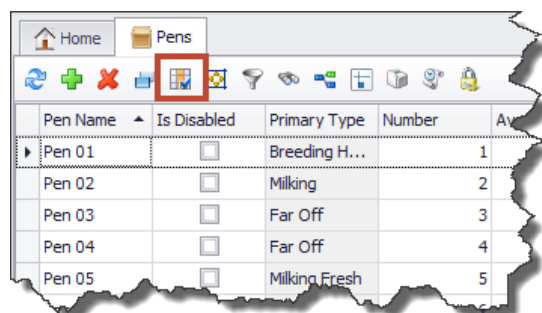 Home Pens
Pen Name Is Disabled Primary Type Number
Pen 01 Breeding H... 1
Pen 02 Milking 2
Pen 03 Far Off 3
Pen 04 Far Off 4
Pen 05 Milking Fresh 5